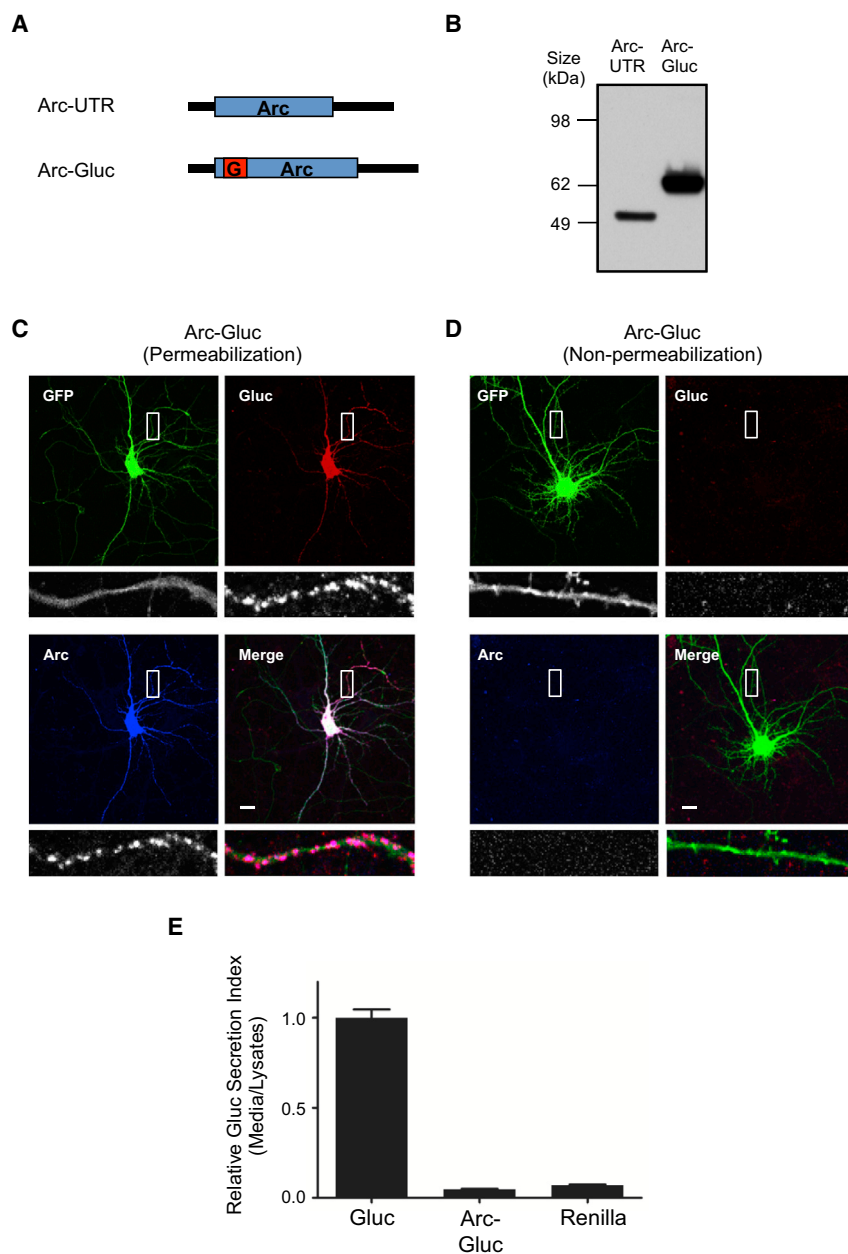 A
Arc-UTR
Arc
Arc-Gluc
G
Arc
B
Size
(kDa)
Arc-
UTR
Arc-
Gluc
98
62
49
C
Arc-Gluc
(Permeabilization)
GFP
Gluc
Arc
Merge
D
Arc-Gluc
(Non-permeabilization)
GFP
Gluc
Arc
Merge
E
Relative Gluc Secretion Index
(Media/Lysates)
1.0
0.5
0.0
Gluc
Arc-
Gluc
Renilla